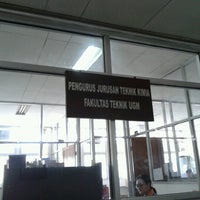 PENGURUS JURUSAN TEKNIK KIMIA
FAKULTAS TEKNIK UGM